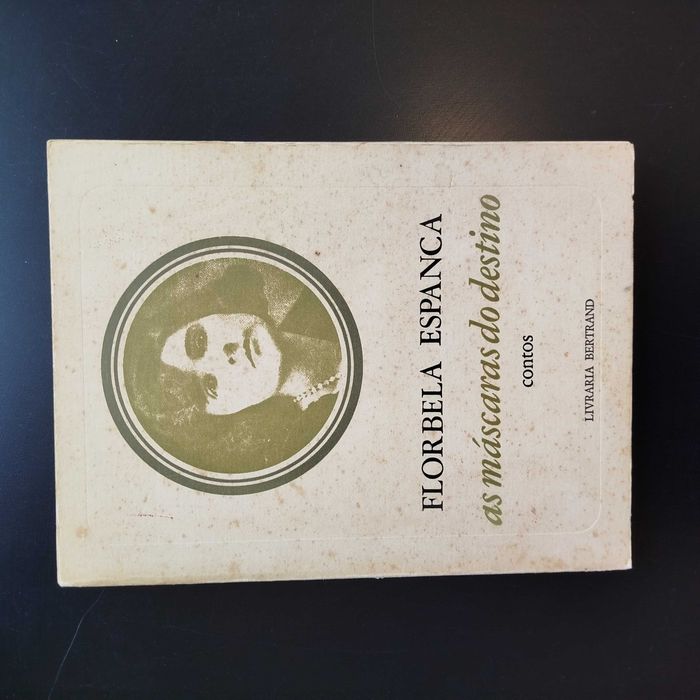 FLORBELA ESPANCA
as máscaras do destino
contos
LIVRARIA BERTRAND